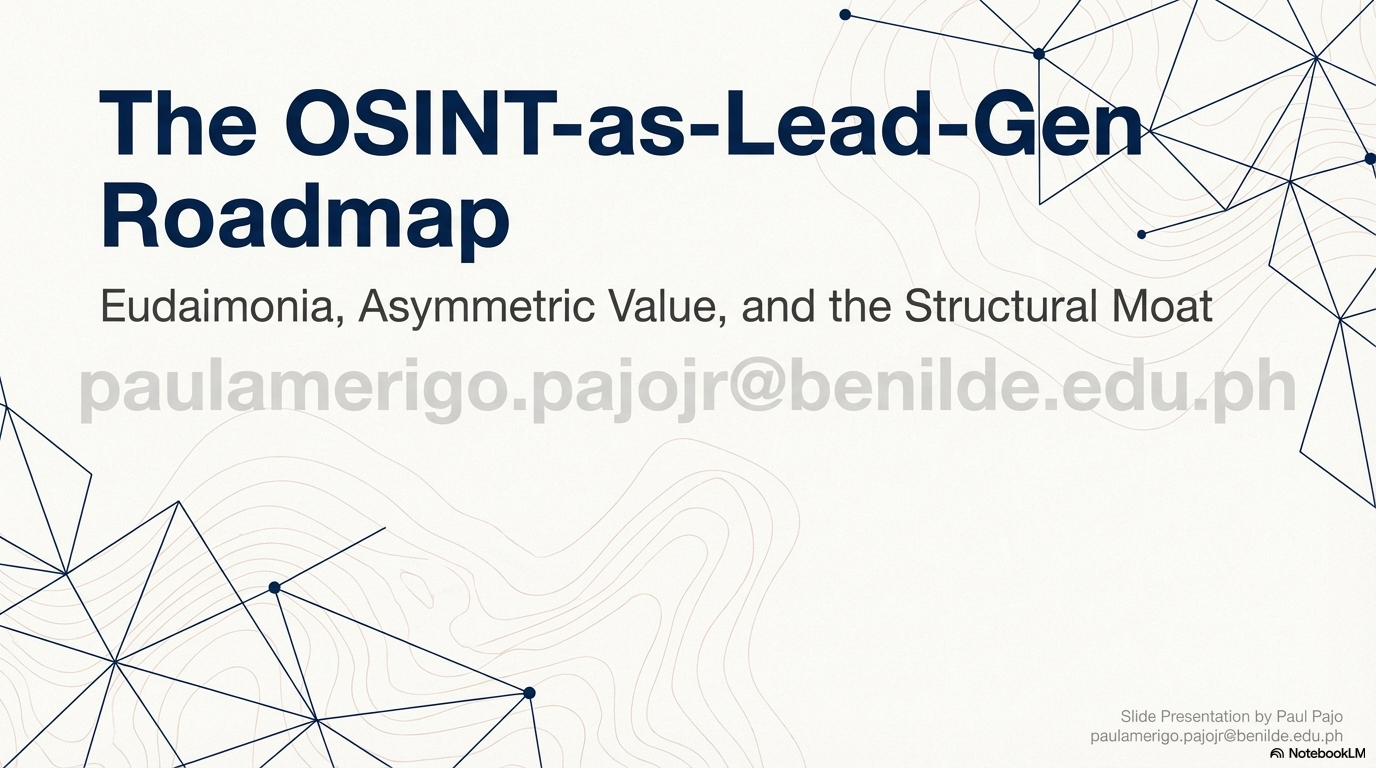 The OSINT-as-Lead-Gen
Roadmap
Eudaimonia, Asymmetric Value, and the Structural Moat
paulamerigo.pajojr@benilde.edu.ph
Slide Presentation by Paul Pajo
paulamerigo.pajojr@benilde.edu.ph
NotebookLM